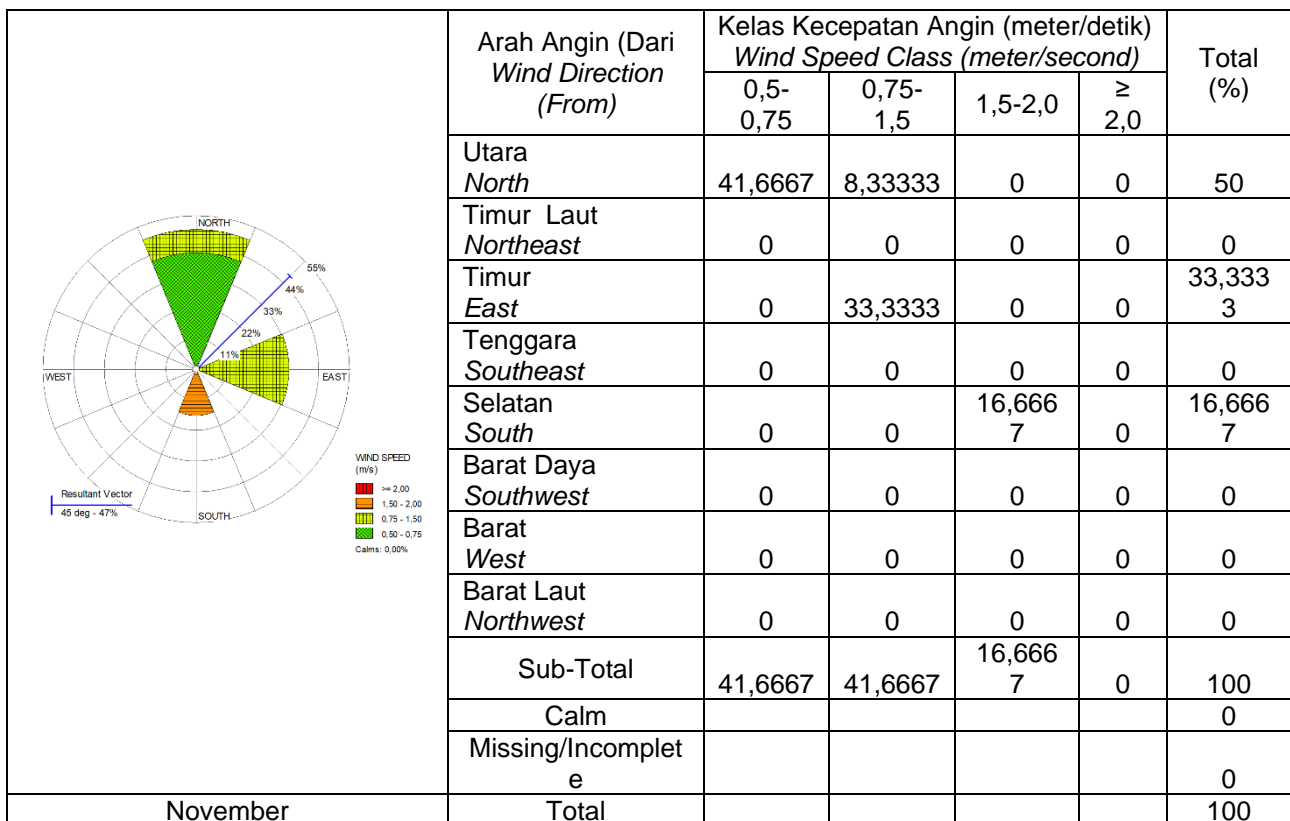 Arah Angin (Dari
Wind Direction
(From)
Kelas Kecepatan Angin (meter/detik)
Wind Speed Class (meter/second)
Total
(%)
0,5-
0,75
0,75-
1,5
1,5-2,0
≥
2,0
Utara
North
41,6667
8,33333
0
0
50
Timur  Laut
Northeast
0
0
0
0
0
Timur
East
0
33,3333
0
0
33,333
3
Tenggara
Southeast
0
0
0
0
0
Selatan
South
0
0
16,666
7
0
16,666
7
Barat Daya
Southwest
0
0
0
0
0
Barat
West
0
0
0
0
0
Barat Laut
Northwest
0
0
0
0
0
Sub-Total
41,6667
41,6667
16,666
7
0
100
Calm
0
Missing/Incomplet
e
0
November
Total
100
NORTH
55%
44%
33%
22%
11%
WEST
EAST
SOUTH
Resultant Vector
45 deg - 47%
WIND SPEED
(m/s)
>= 2,00
1,50 - 2,00
0,75 - 1,50
0,50 - 0,75
Calms: 0,00%